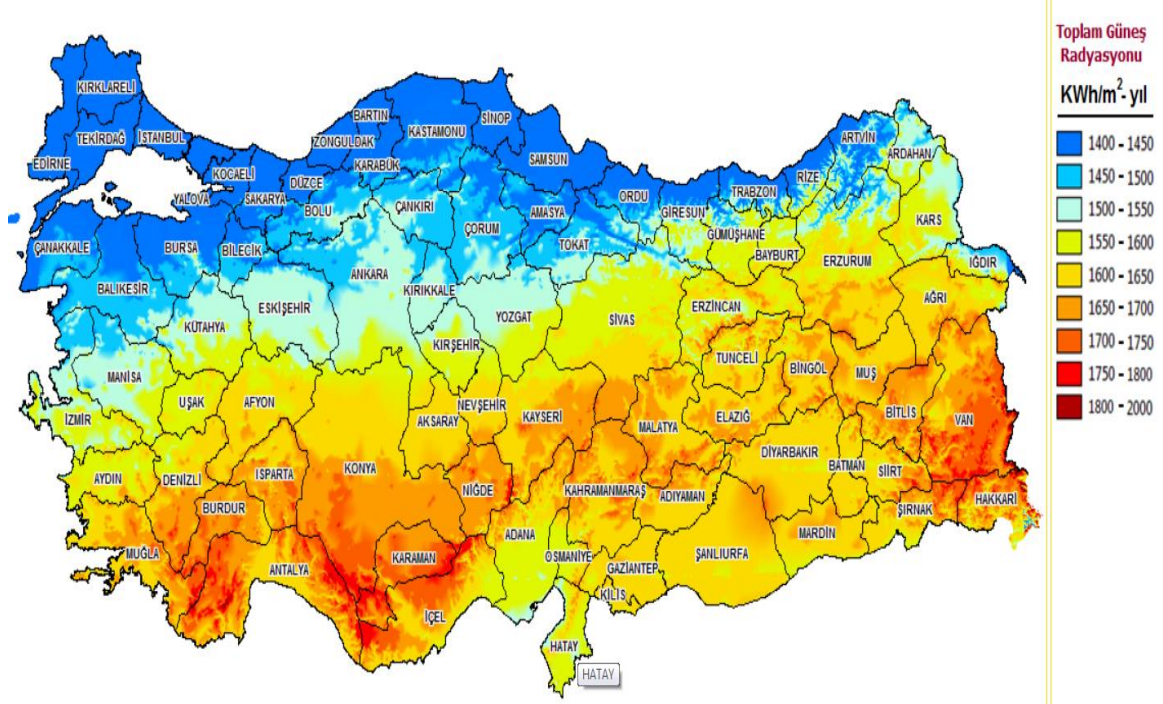 Toplam Güneş
Radyasyonu
KWh/m²- yıl
1400 - 1450
1450 - 1500
1500 - 1550
1550 - 1600
1600 - 1650
1650 - 1700
1700 - 1750
1750 - 1800
1800 - 2000
KIRKLARELİ
TEKİRDAĞ
İSTANBUL
EDİRNE
KOCAELİ
YALOVA
SAKARYA
DÜZCE
BOLU
ZONGULDAK
BARTIN
KARABÜK
KASTAMONU
SİNOP
SAMSUN
ÇANKIRI
ÇORUM
AMASYA
TOKAT
ORDU
GİRESUN
TRABZON
RİZE
ARTVİN
ARDAHAN
KARS
GÜMÜŞHANE
BAYBURT
ERZURUM
IĞDIR
AĞRI
ÇANAKKALE
BURSA
BİLECİK
BALIKESİR
KÜTAHYA
ESKİŞEHİR
ANKARA
KIRIKKALE
YOZGAT
KIRŞEHİR
SİVAS
ERZİNCAN
TUNCELİ
BİNGÖL
MUŞ
BİTLİS
VAN
MANİSA
İZMİR
UŞAK
AFYON
AKSARAY
NEVŞEHİR
KAYSERİ
MALATYA
ELAZIĞ
DİYARBAKIR
BATMAN
SİİRT
ŞIRNAK
HAKKARİ
AYDIN
DENİZLİ
ISPARTA
BURDUR
KONYA
NİĞDE
KAHRAMANMARAŞ
ADIYAMAN
MARDİN
ŞANLIURFA
MUĞLA
ANTALYA
KARAMAN
İÇEL
ADANA
OSMANİYE
GAZİANTEP
KİLİS
HATAY
HATAY